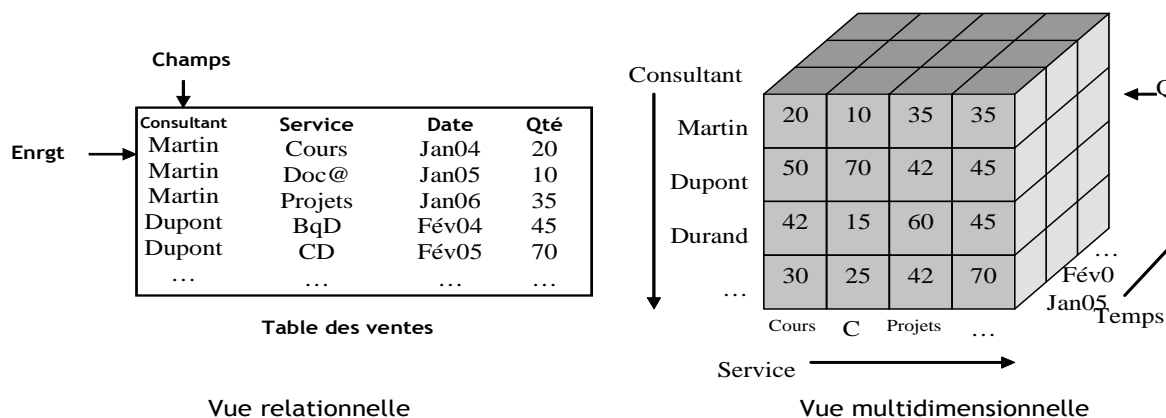 Champs
Enrgt
Consultant Service Date Qté
Martin Cours Jan04 20
Martin Doc@ Jan05 10
Martin Projets Jan06 35
Dupont BqD Fév04 45
Dupont CD Fév05 70
… … … …
Table des ventes
Vue relationnelle
Consultant
Q
Martin 20 10 35 35
Dupont 50 70 42 45
Durand 42 15 60 45
… 30 25 42 70
Cours C Projets …
…
Fév0
Jan05
Temps
Service
Vue multidimensionnelle